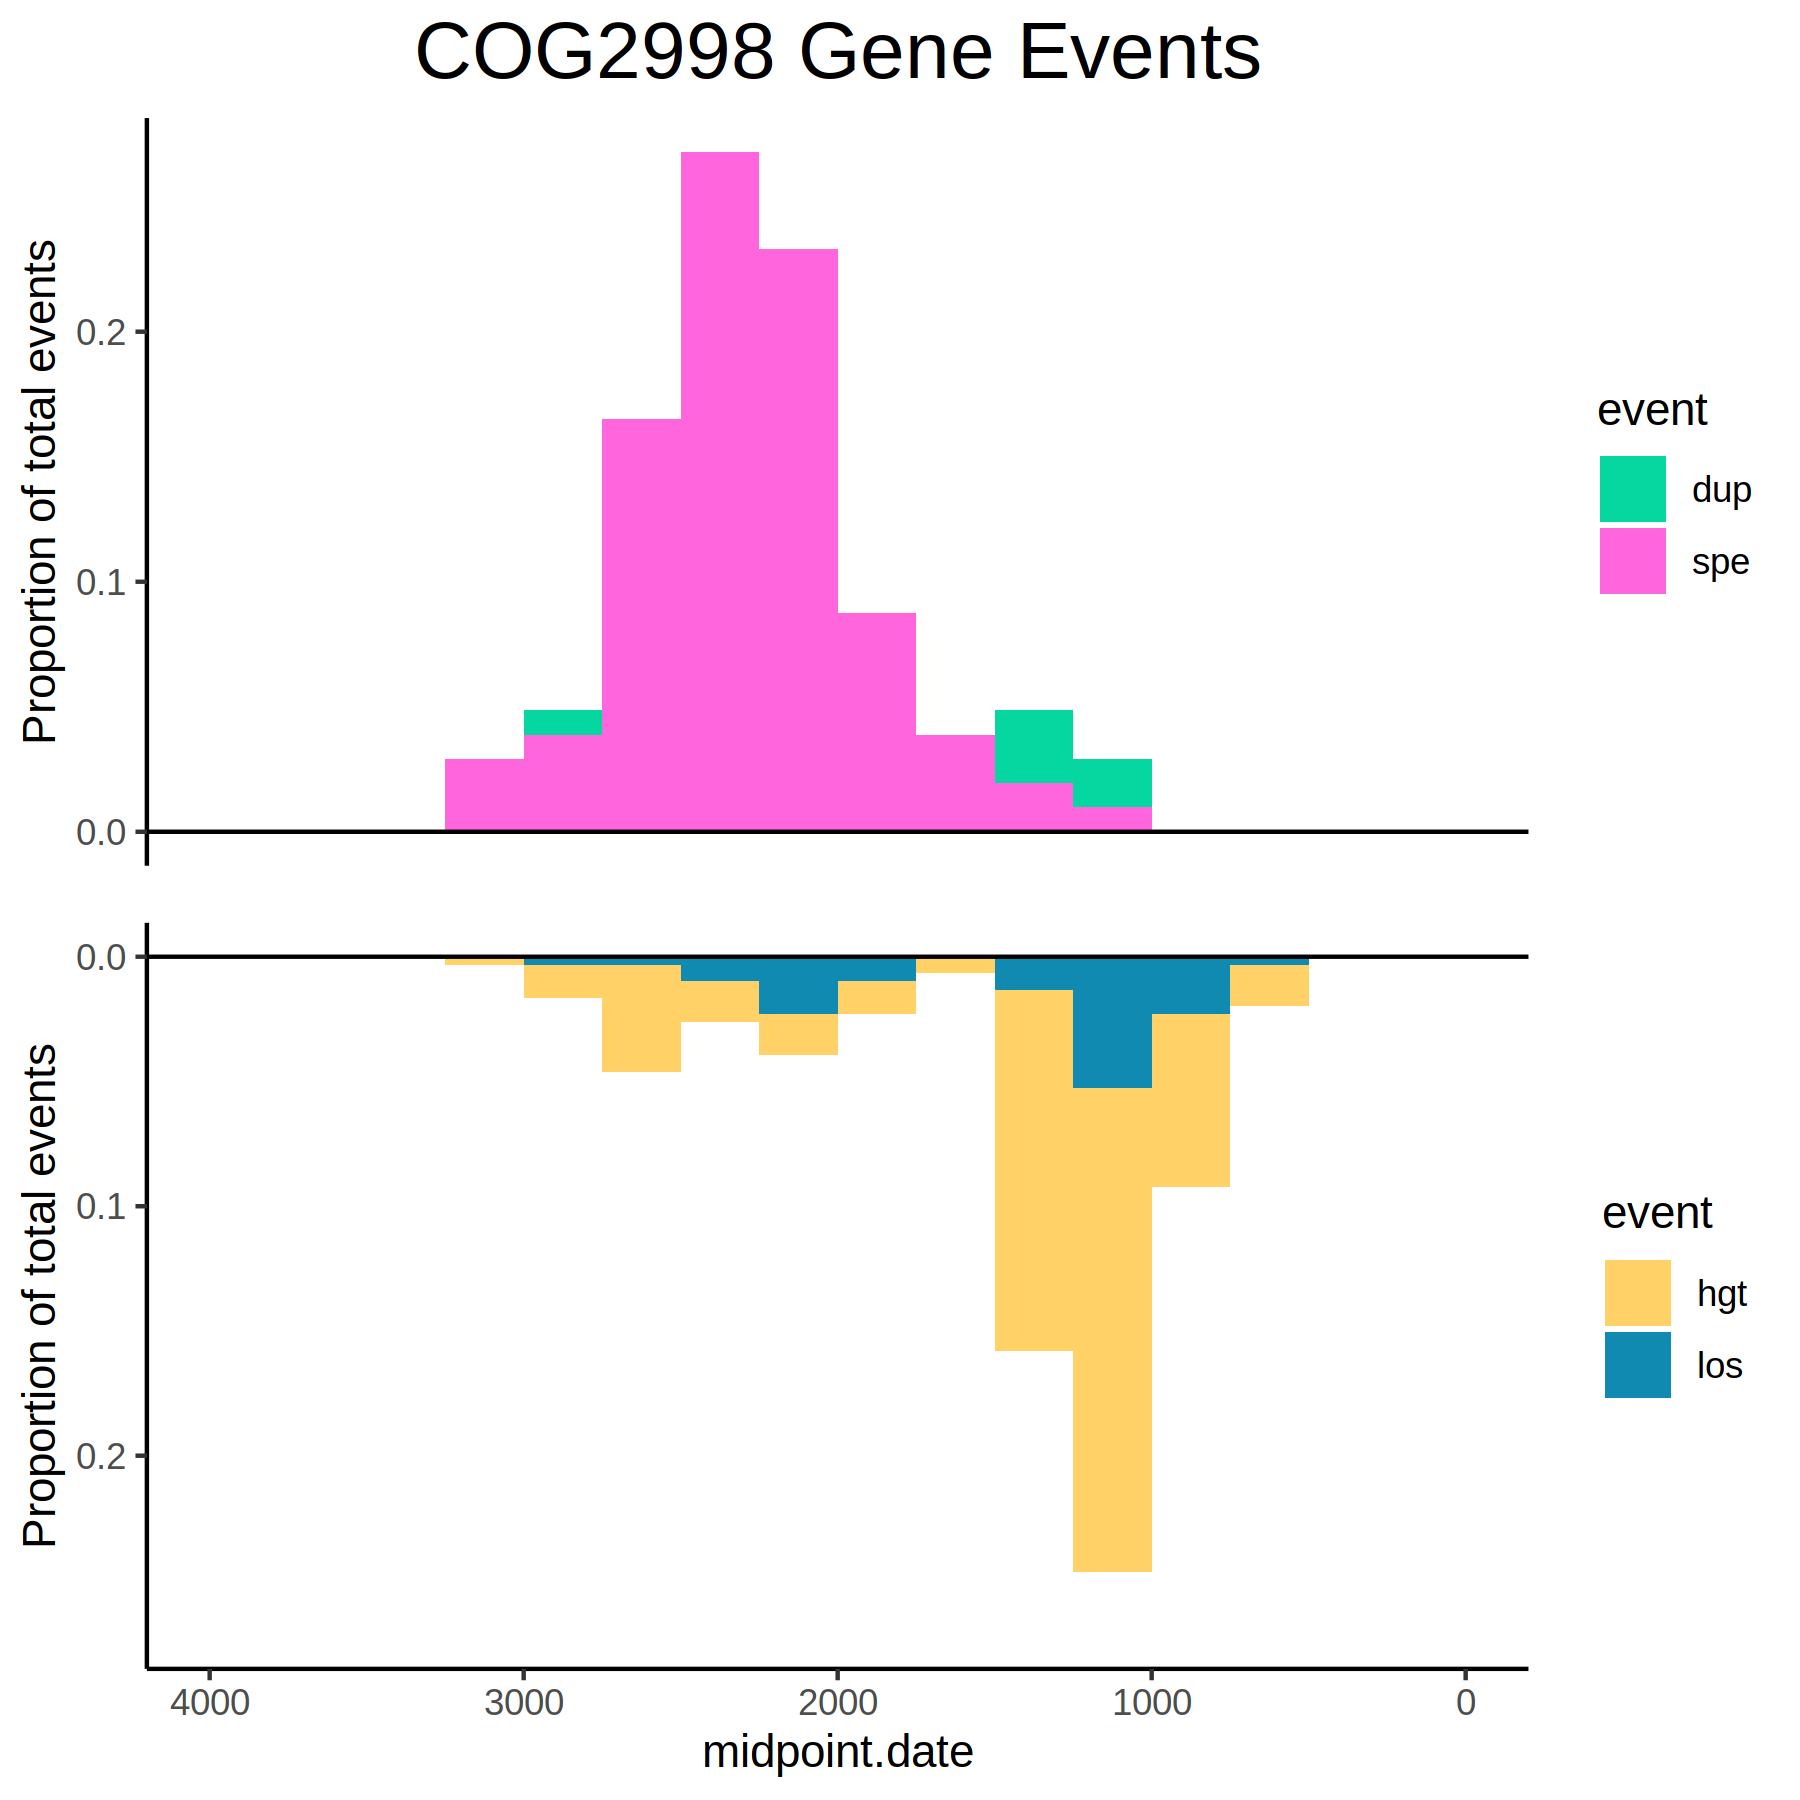 COG2998 Gene Events
Proportion of total events
0.2
0.1
0.0
event
dup
spe
Proportion of total events
0.0
0.1
0.2
event
hgt
los
4000
3000
2000
1000
0
midpoint.date